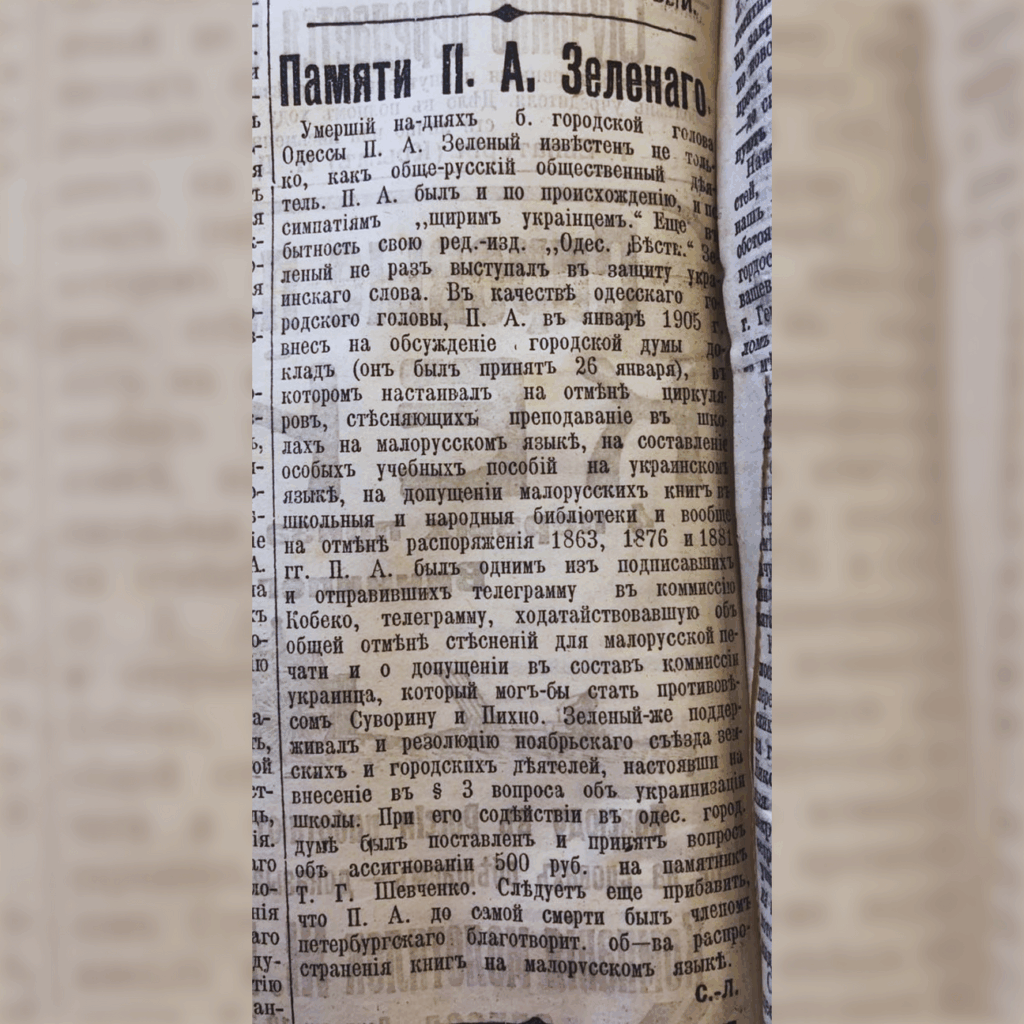 Памяти П. А. Зеленаго.
Умершій на-дняхъ б. городской голова
Одессы П. А. Зеленый извѣстен не толь-
ко, какъ обще-русскій общественный дѣя-
тель. П. А. былъ и по происхожденію, и по
симпатіямъ ,,щирим украінцем.“ Еще въ
бытность свою ред.-изд. ,,Одес. Вѣстк.“ Зе-
леный не разъ выступалъ въ защиту укра-
инскаго слова. Въ качествѣ одесскаго го-
родского головы, П. А. въ январѣ 1905 г.
внесъ на обсужденіе городской думы до-
кладъ (онъ былъ принятъ 26 января), въ
котором настаивалъ на отмѣнѣ циркуля-
ровъ, стѣсняющихъ преподаваніе въ шко-
лахъ на малорусскомъ языкѣ, на составленіе
особыхъ учебныхъ пособій на украинском
языкѣ, на допущеніи малорусскихъ книгъ въ
школьныя и народныя библіотеки и вообще
на отмѣнѣ распоряженія 1863, 1876 и 1881
гг. П. А. былъ одним изъ подписавшихъ
и отправившихъ телеграмму въ коммиссію
Кобеко, телеграмму, ходатайствовавшую объ
общей отмѣнѣ стѣсненій для малорусской пе-
чати и о допущеніи въ составъ коммиссіи
украинца, который могъ-бы стать противовѣ-
сомъ Суворину и Пихно. Зеленый-же поддер-
живалъ и резолюцію ноябрьскаго съѣзда зем-
скихъ и городскихъ дѣятелей, настоявши на
внесеніе въ § 3 вопроса объ украинизаціи
школы. При его содѣйствіи въ одес. город.
думѣ былъ поставленъ и принятъ вопросъ
объ ассигнованіи 500 руб. на памятникъ
Т. Г. Шевченко. Слѣдуетъ еще прибавить,
что П. А. до самой смерти былъ членомъ
петербургскаго благотворит. об—ва распро-
страненія книгъ на малорусскомъ языкѣ.
С.-Л.